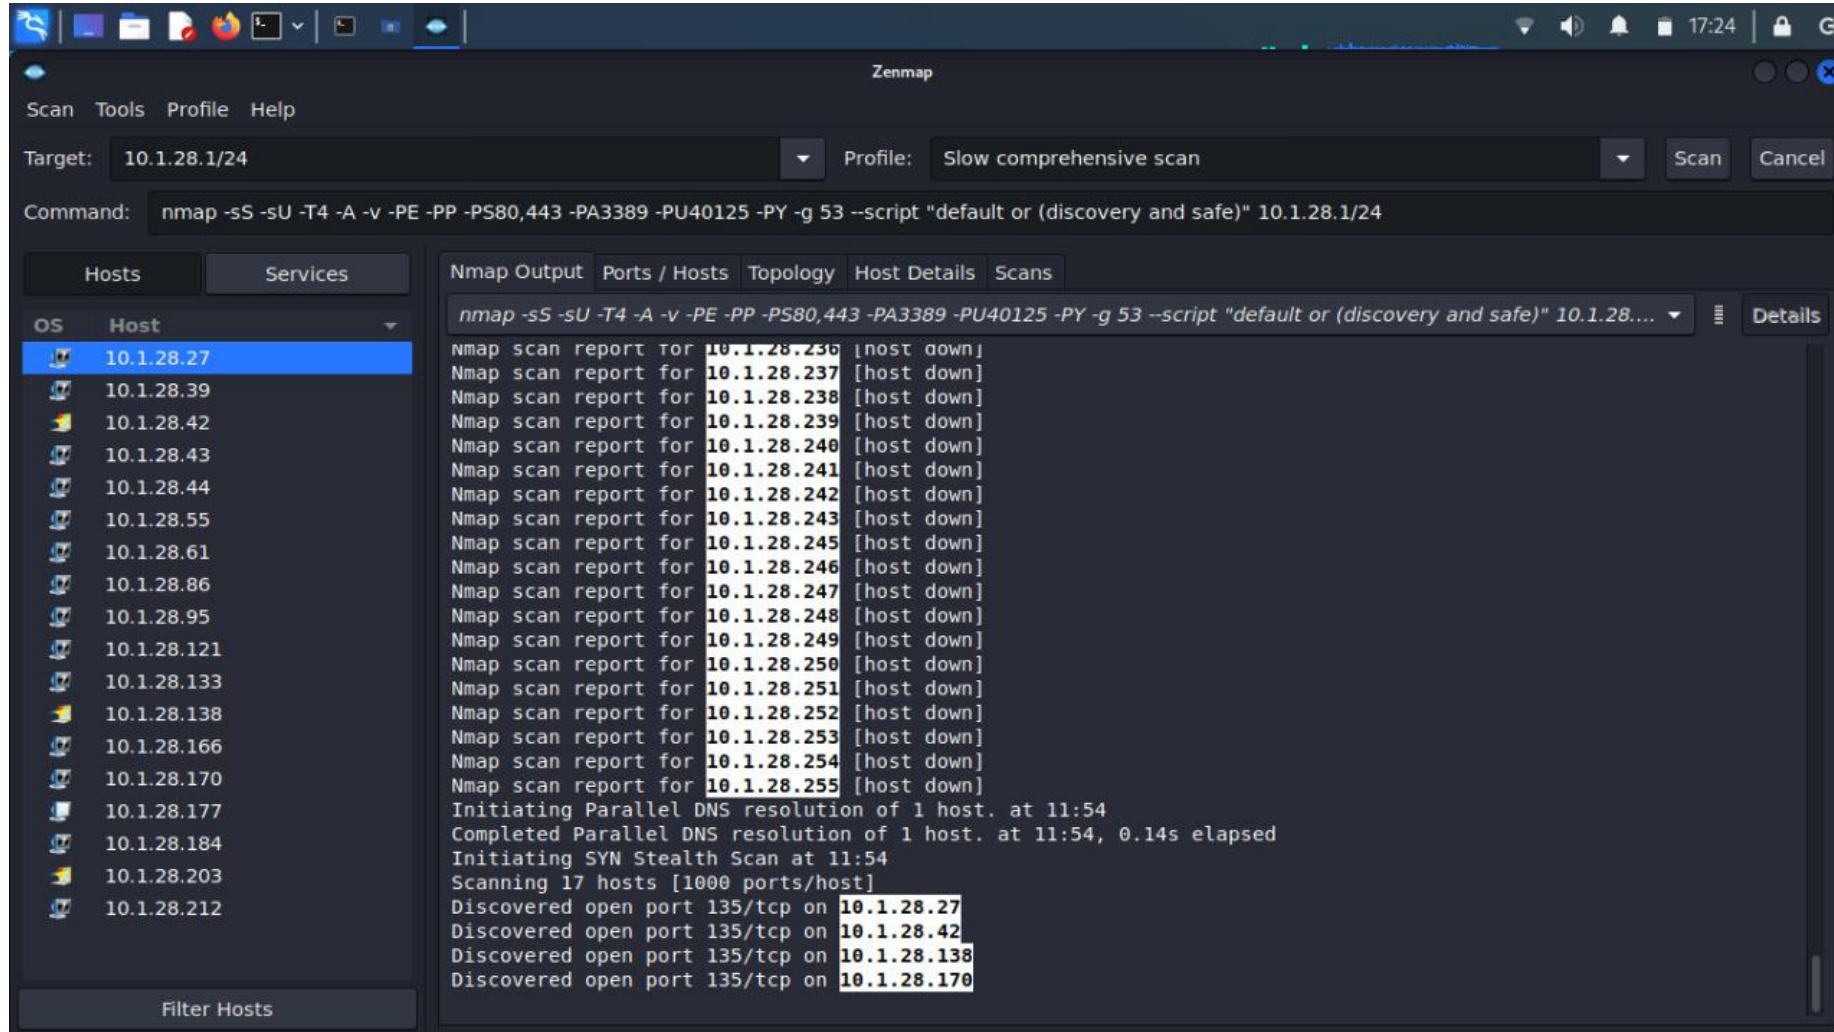 17:24
G
Zenmap
Scan Tools Profile Help
Target: 10.1.28.1/24 Profile: Slow comprehensive scan Scan Cancel
Command: nmap -sS -sU -T4 -A -v -PE -PP -PS80,443 -PA3389 -PU40125 -PY -g 53 --script "default or (discovery and safe)" 10.1.28.1/24
Hosts Services
OS Host
10.1.28.27
10.1.28.39
10.1.28.42
10.1.28.43
10.1.28.44
10.1.28.55
10.1.28.61
10.1.28.86
10.1.28.95
10.1.28.121
10.1.28.133
10.1.28.138
10.1.28.166
10.1.28.170
10.1.28.177
10.1.28.184
10.1.28.203
10.1.28.212
Filter Hosts
Nmap Output Ports / Hosts Topology Host Details Scans
nmap -sS -sU -T4 -A -v -PE -PP -PS80,443 -PA3389 -PU40125 -PY -g 53 --script "default or (discovery and safe)" 10.1.28.... Details
Nmap scan report for 10.1.28.236 [host down]
Nmap scan report for 10.1.28.237 [host down]
Nmap scan report for 10.1.28.238 [host down]
Nmap scan report for 10.1.28.239 [host down]
Nmap scan report for 10.1.28.240 [host down]
Nmap scan report for 10.1.28.241 [host down]
Nmap scan report for 10.1.28.242 [host down]
Nmap scan report for 10.1.28.243 [host down]
Nmap scan report for 10.1.28.245 [host down]
Nmap scan report for 10.1.28.246 [host down]
Nmap scan report for 10.1.28.247 [host down]
Nmap scan report for 10.1.28.248 [host down]
Nmap scan report for 10.1.28.249 [host down]
Nmap scan report for 10.1.28.250 [host down]
Nmap scan report for 10.1.28.251 [host down]
Nmap scan report for 10.1.28.252 [host down]
Nmap scan report for 10.1.28.253 [host down]
Nmap scan report for 10.1.28.254 [host down]
Nmap scan report for 10.1.28.255 [host down]
Initiating Parallel DNS resolution of 1 host. at 11:54
Completed Parallel DNS resolution of 1 host. at 11:54, 0.14s elapsed
Initiating SYN Stealth Scan at 11:54
Scanning 17 hosts [1000 ports/host]
Discovered open port 135/tcp on 10.1.28.27
Discovered open port 135/tcp on 10.1.28.42
Discovered open port 135/tcp on 10.1.28.138
Discovered open port 135/tcp on 10.1.28.170